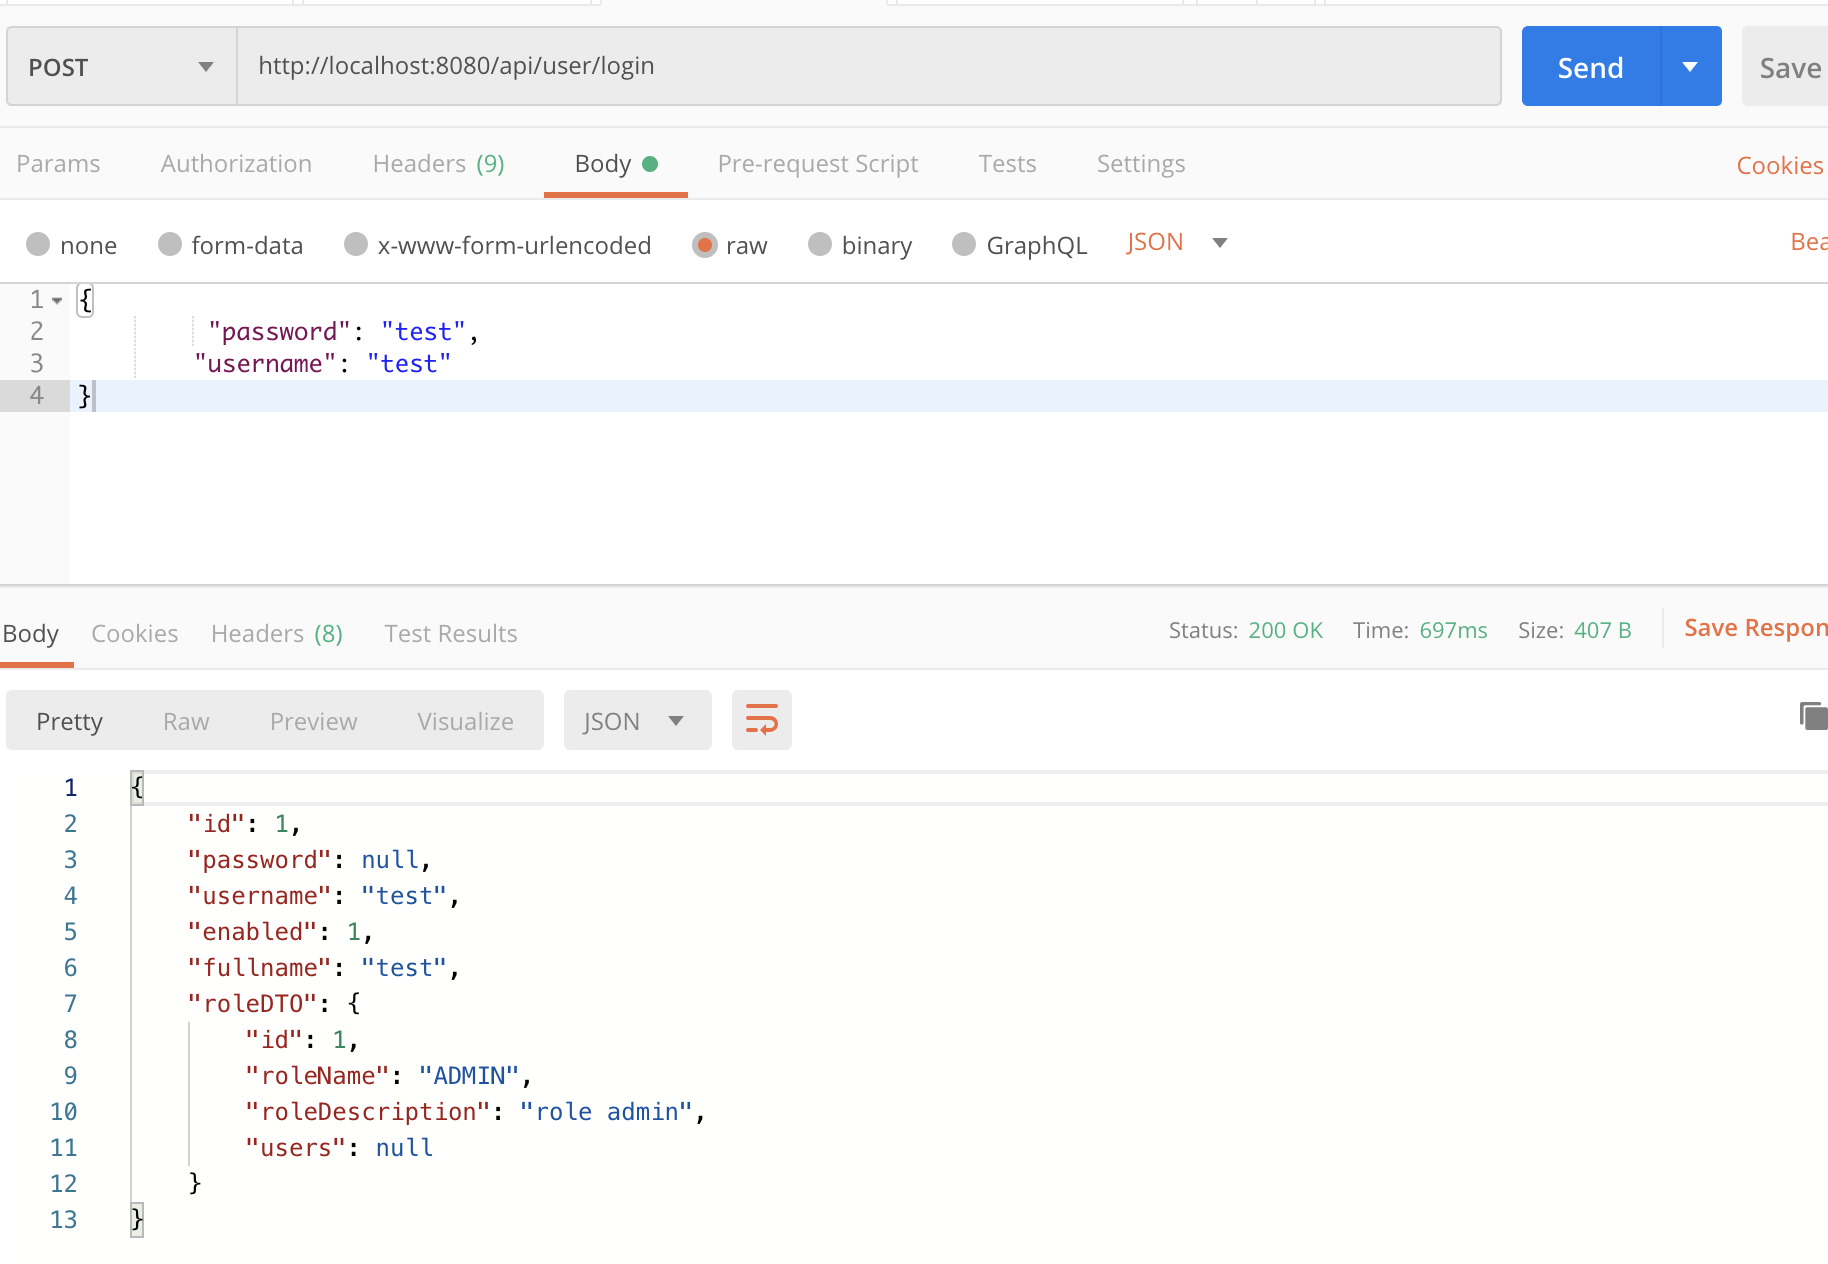 POST http://localhost:8080/api/user/login Send Save
Params Authorization Headers (9) Body Pre-request Script Tests Settings Cookies
none form-data x-www-form-urlencoded raw binary GraphQL JSON Bea
1 {
2 "password": "test",
3 "username": "test"
4 }
Body Cookies Headers (8) Test Results Status: 200 OK Time: 697ms Size: 407 B Save Respon
Pretty Raw Preview Visualize JSON
1 {
2 "id": 1,
3 "password": null,
4 "username": "test",
5 "enabled": 1,
6 "fullname": "test",
7 "roleDTO": {
8 "id": 1,
9 "roleName": "ADMIN",
10 "roleDescription": "role admin",
11 "users": null
12 }
13 }